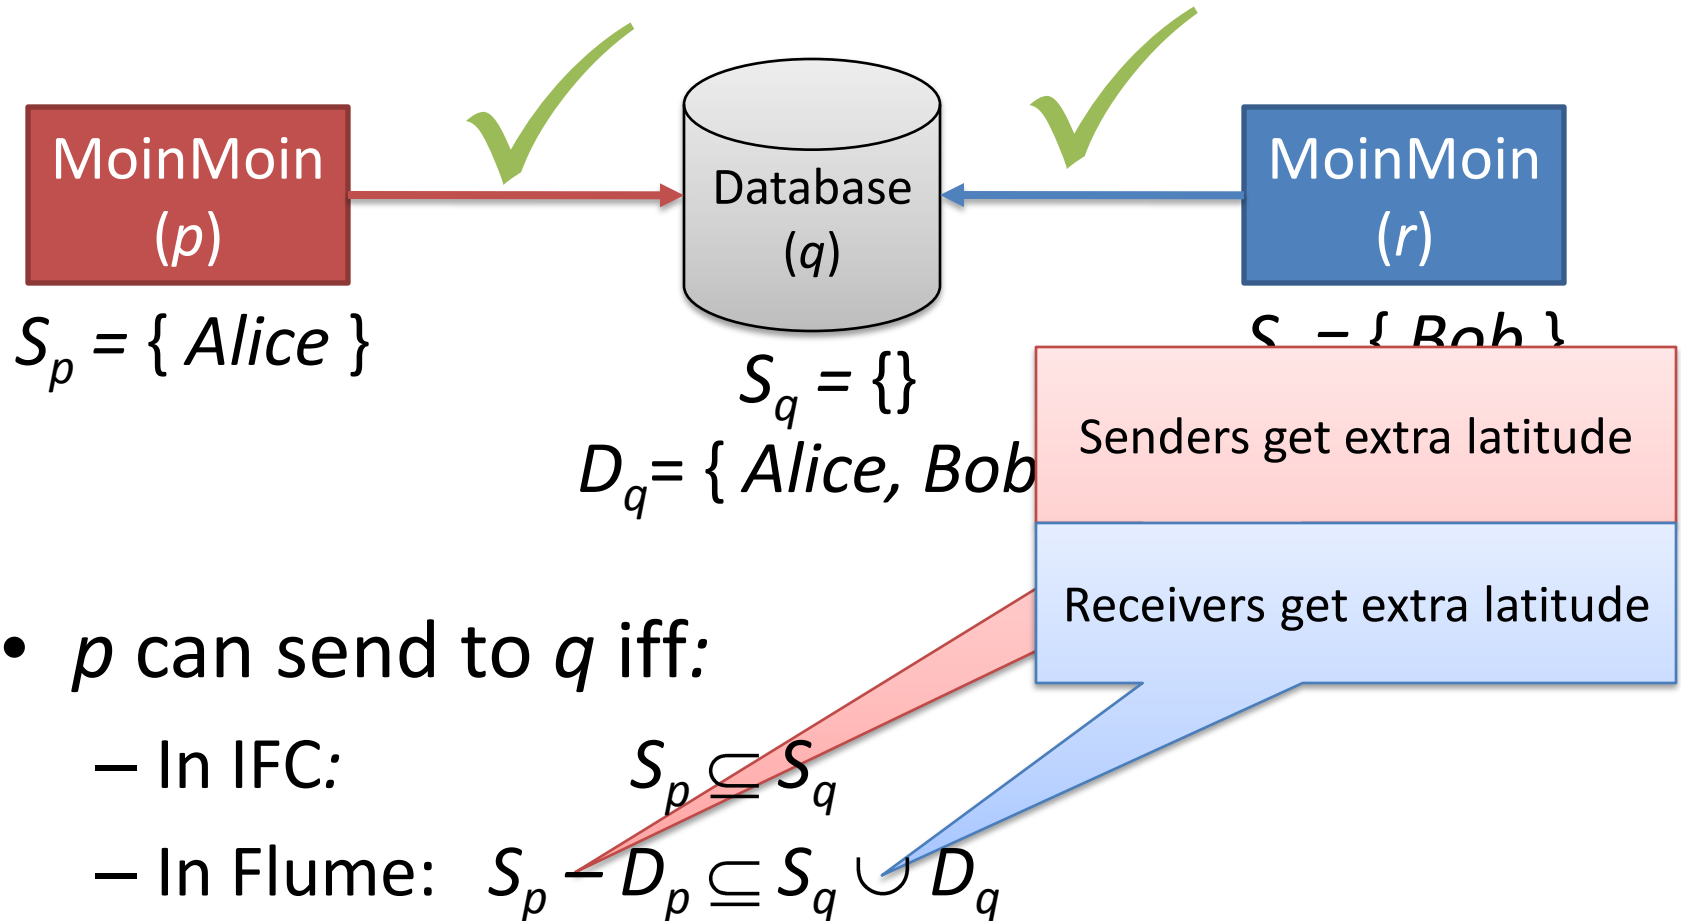 MoinMoin
(p)
Database
(q)
MoinMoin
(r)
Sp = { Alice }
S = { Bob }
Sq = {}
Dq= { Alice, Bob
Senders get extra latitude
Receivers get extra latitude
• p can send to q iff:
– In IFC: Sp ⊆ Sq
– In Flume: Sp – Dp ⊆ Sq ∪ Dq